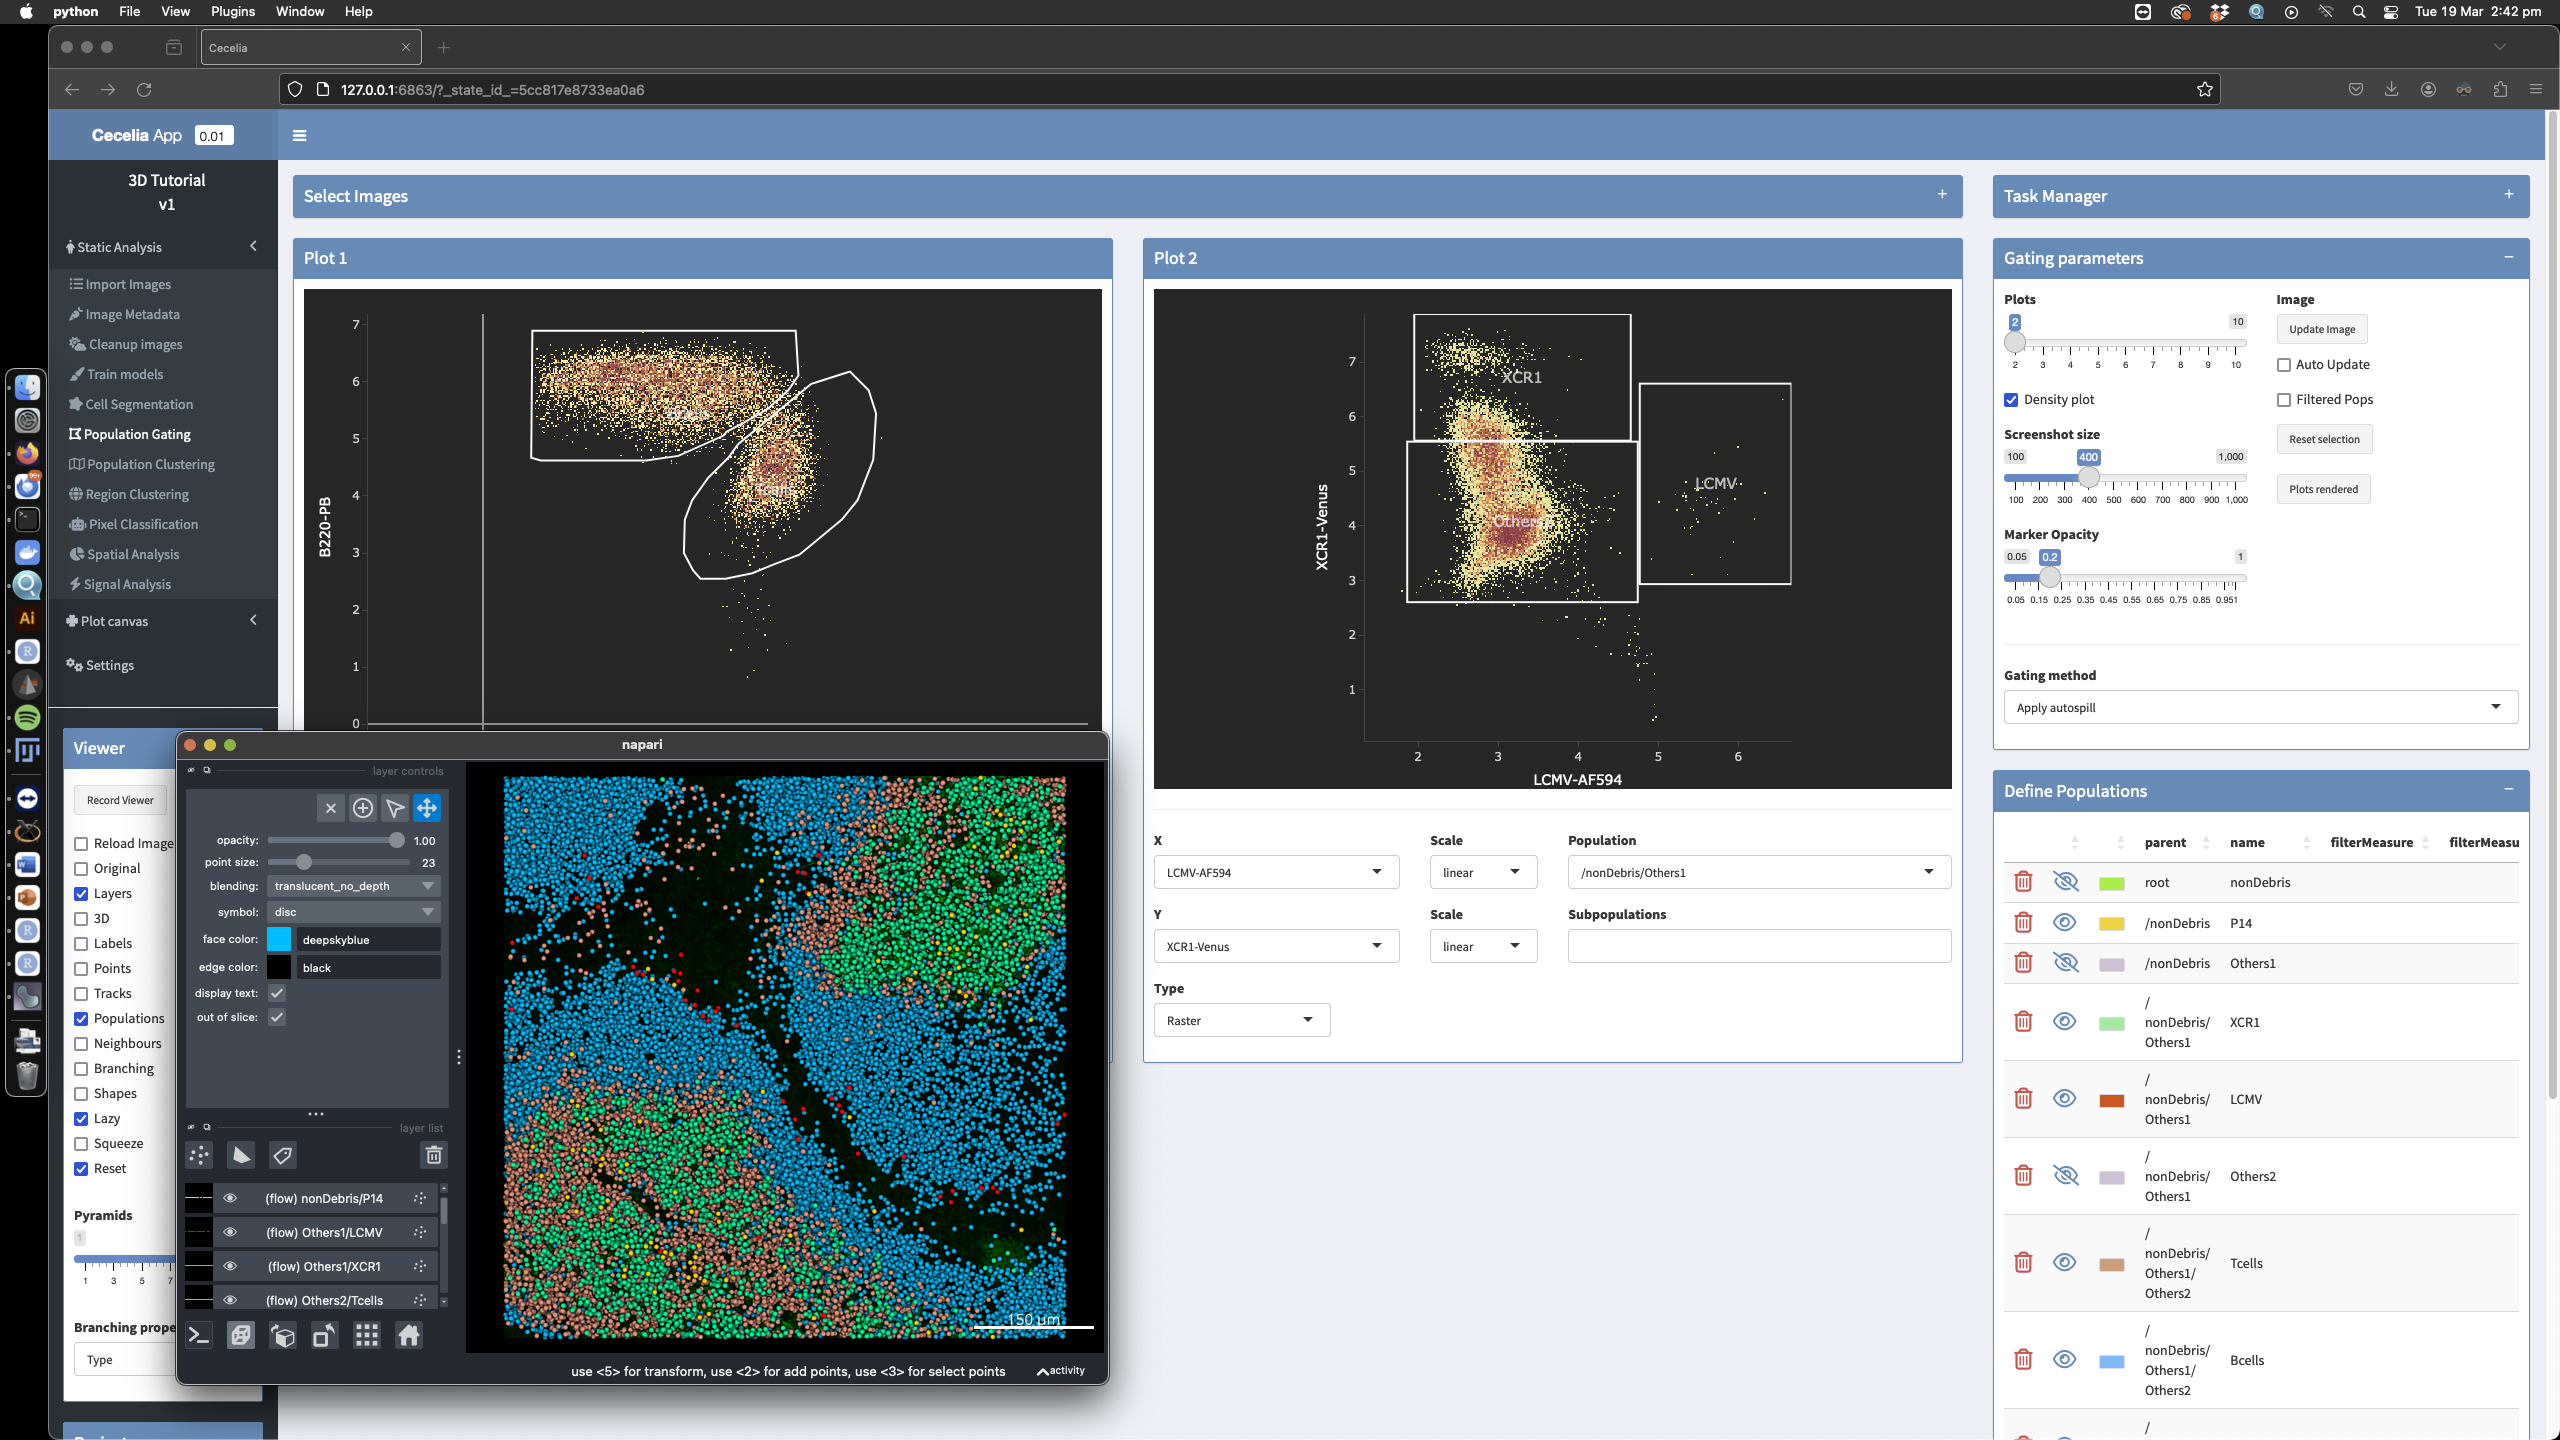 python File View Plugins Window Help
Tue 19 Mar 2:42 pm
Cecelia
127.0.0.1:6863/?_state_id_=5cc817e8733ea0a6
Cecelia App 0.01
3D Tutorial
v1
Static Analysis
Import Images
Image Metadata
Cleanup images
Train models
Cell Segmentation
Population Gating
Population Clustering
Region Clustering
Pixel Classification
Spatial Analysis
Signal Analysis
Plot canvas
Settings
Viewer
Record Viewer
Reload Image
Original
Layers
3D
Labels
Points
Tracks
Populations
Neighbours
Branching
Shapes
Lazy
Squeeze
Reset
Pyramids
1
1 3 5 7
Branching prope
Type
Select Images
Plot 1
7
6
5
4
3
2
1
0
B220-PB
Plot 2
7
6
5
4
3
2
1
XCR1-Venus
XCR1
LCMV
Others2
2 3 4 5 6
LCMV-AF594
X Scale Population
LCMV-AF594 linear /nonDebris/Others1
Y Scale Subpopulations
XCR1-Venus linear
Type
Raster
napari
layer controls
opacity: 1.00
point size: 23
blending: translucent_no_depth
symbol: disc
face color: deepskyblue
edge color: black
display text:
out of slice:
layer list
(flow) nonDebris/P14
(flow) Others1/LCMV
(flow) Others1/XCR1
(flow) Others2/Tcells
150 µm
use <5> for transform, use <2> for add points, use <3> for select points
activity
Task Manager
Gating parameters
Plots
2 10
2 3 4 5 6 7 8 9 10
Density plot
Screenshot size
100 400 1,000
100 200 300 400 500 600 700 800 900 1,000
Marker Opacity
0.05 0.2 1
0.05 0.15 0.25 0.35 0.45 0.55 0.65 0.75 0.85 0.951
Image
Update Image
Auto Update
Filtered Pops
Reset selection
Plots rendered
Gating method
Apply autospill
Define Populations
parent name filterMeasure filterMeasu
root nonDebris
/nonDebris P14
/nonDebris Others1
/
nonDebris/ XCR1
Others1
/
nonDebris/ LCMV
Others1
/
nonDebris/ Others2
Others1
/
nonDebris/
Others1/ Tcells
Others2
/
nonDebris/
Others1/ Bcells
Others2
/